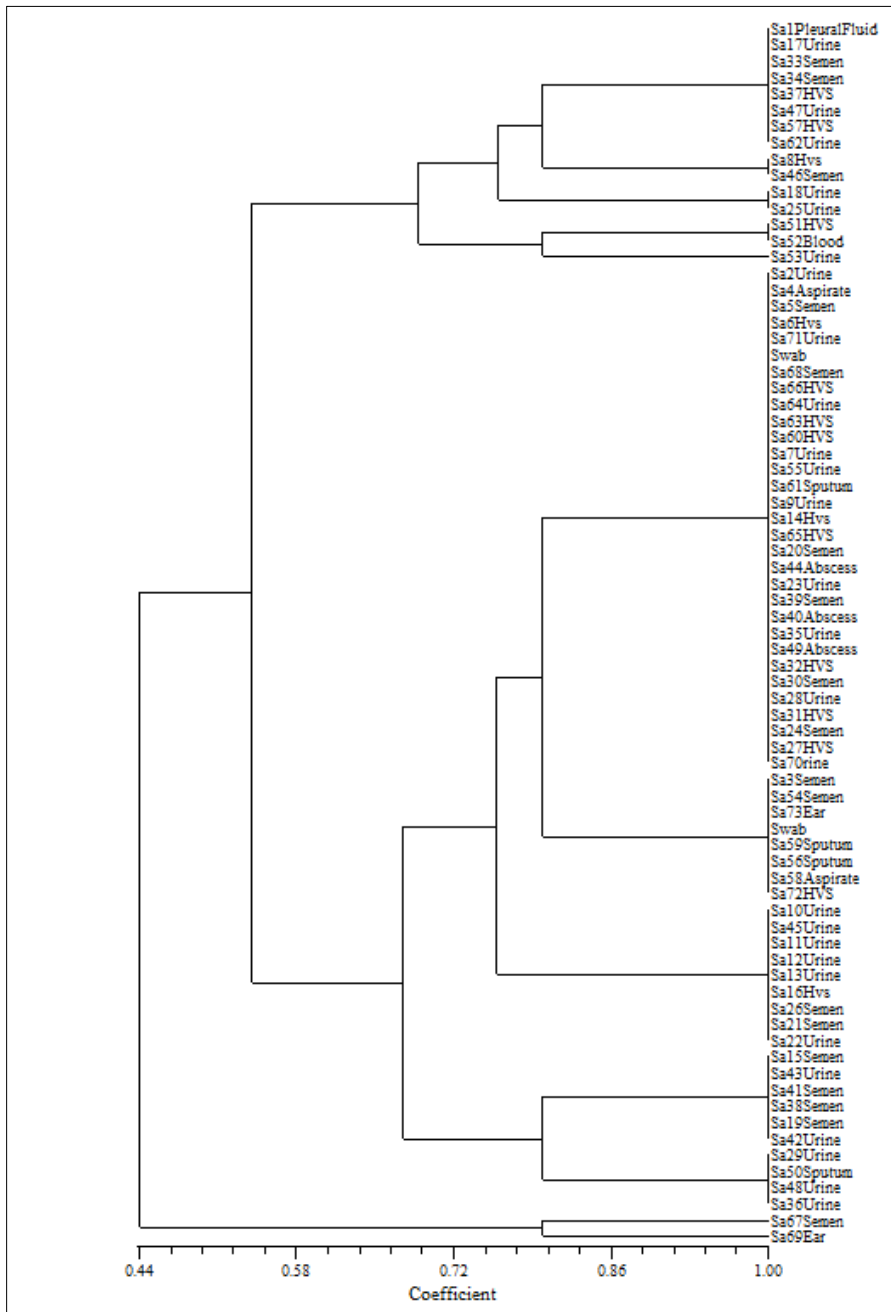 Sa1PleuralFluid
Sa17Urine
Sa33Semen
Sa34Semen
Sa37HVS
Sa47Urine
Sa57HVS
Sa62Urine
Sa8Hvs
Sa46Semen
Sa18Urine
Sa25Urine
Sa51HVS
Sa52Blood
Sa53Urine
Sa2Urine
Sa4Aspirate
Sa5Semen
Sa6Hvs
Sa71Urine
Swab
Sa68Semen
Sa66HVS
Sa64Urine
Sa63HVS
Sa60HVS
Sa7Urine
Sa55Urine
Sa61Sputum
Sa9Urine
Sa14Hvs
Sa65HVS
Sa20Semen
Sa44Abscess
Sa23Urine
Sa39Semen
Sa40Abscess
Sa35Urine
Sa49Abscess
Sa32HVS
Sa30Semen
Sa28Urine
Sa31HVS
Sa24Semen
Sa27HVS
Sa70rine
Sa3Semen
Sa54Semen
Sa73Ear
Swab
Sa59Sputum
Sa56Sputum
Sa58Aspirate
Sa72HVS
Sa10Urine
Sa45Urine
Sa11Urine
Sa12Urine
Sa13Urine
Sa16Hvs
Sa26Semen
Sa21Semen
Sa22Urine
Sa15Semen
Sa43Urine
Sa41Semen
Sa38Semen
Sa19Semen
Sa42Urine
Sa29Urine
Sa50Sputum
Sa48Urine
Sa36Urine
Sa67Semen
Sa69Ear
0.44 0.58 0.72 0.86 1.00
Coefficient